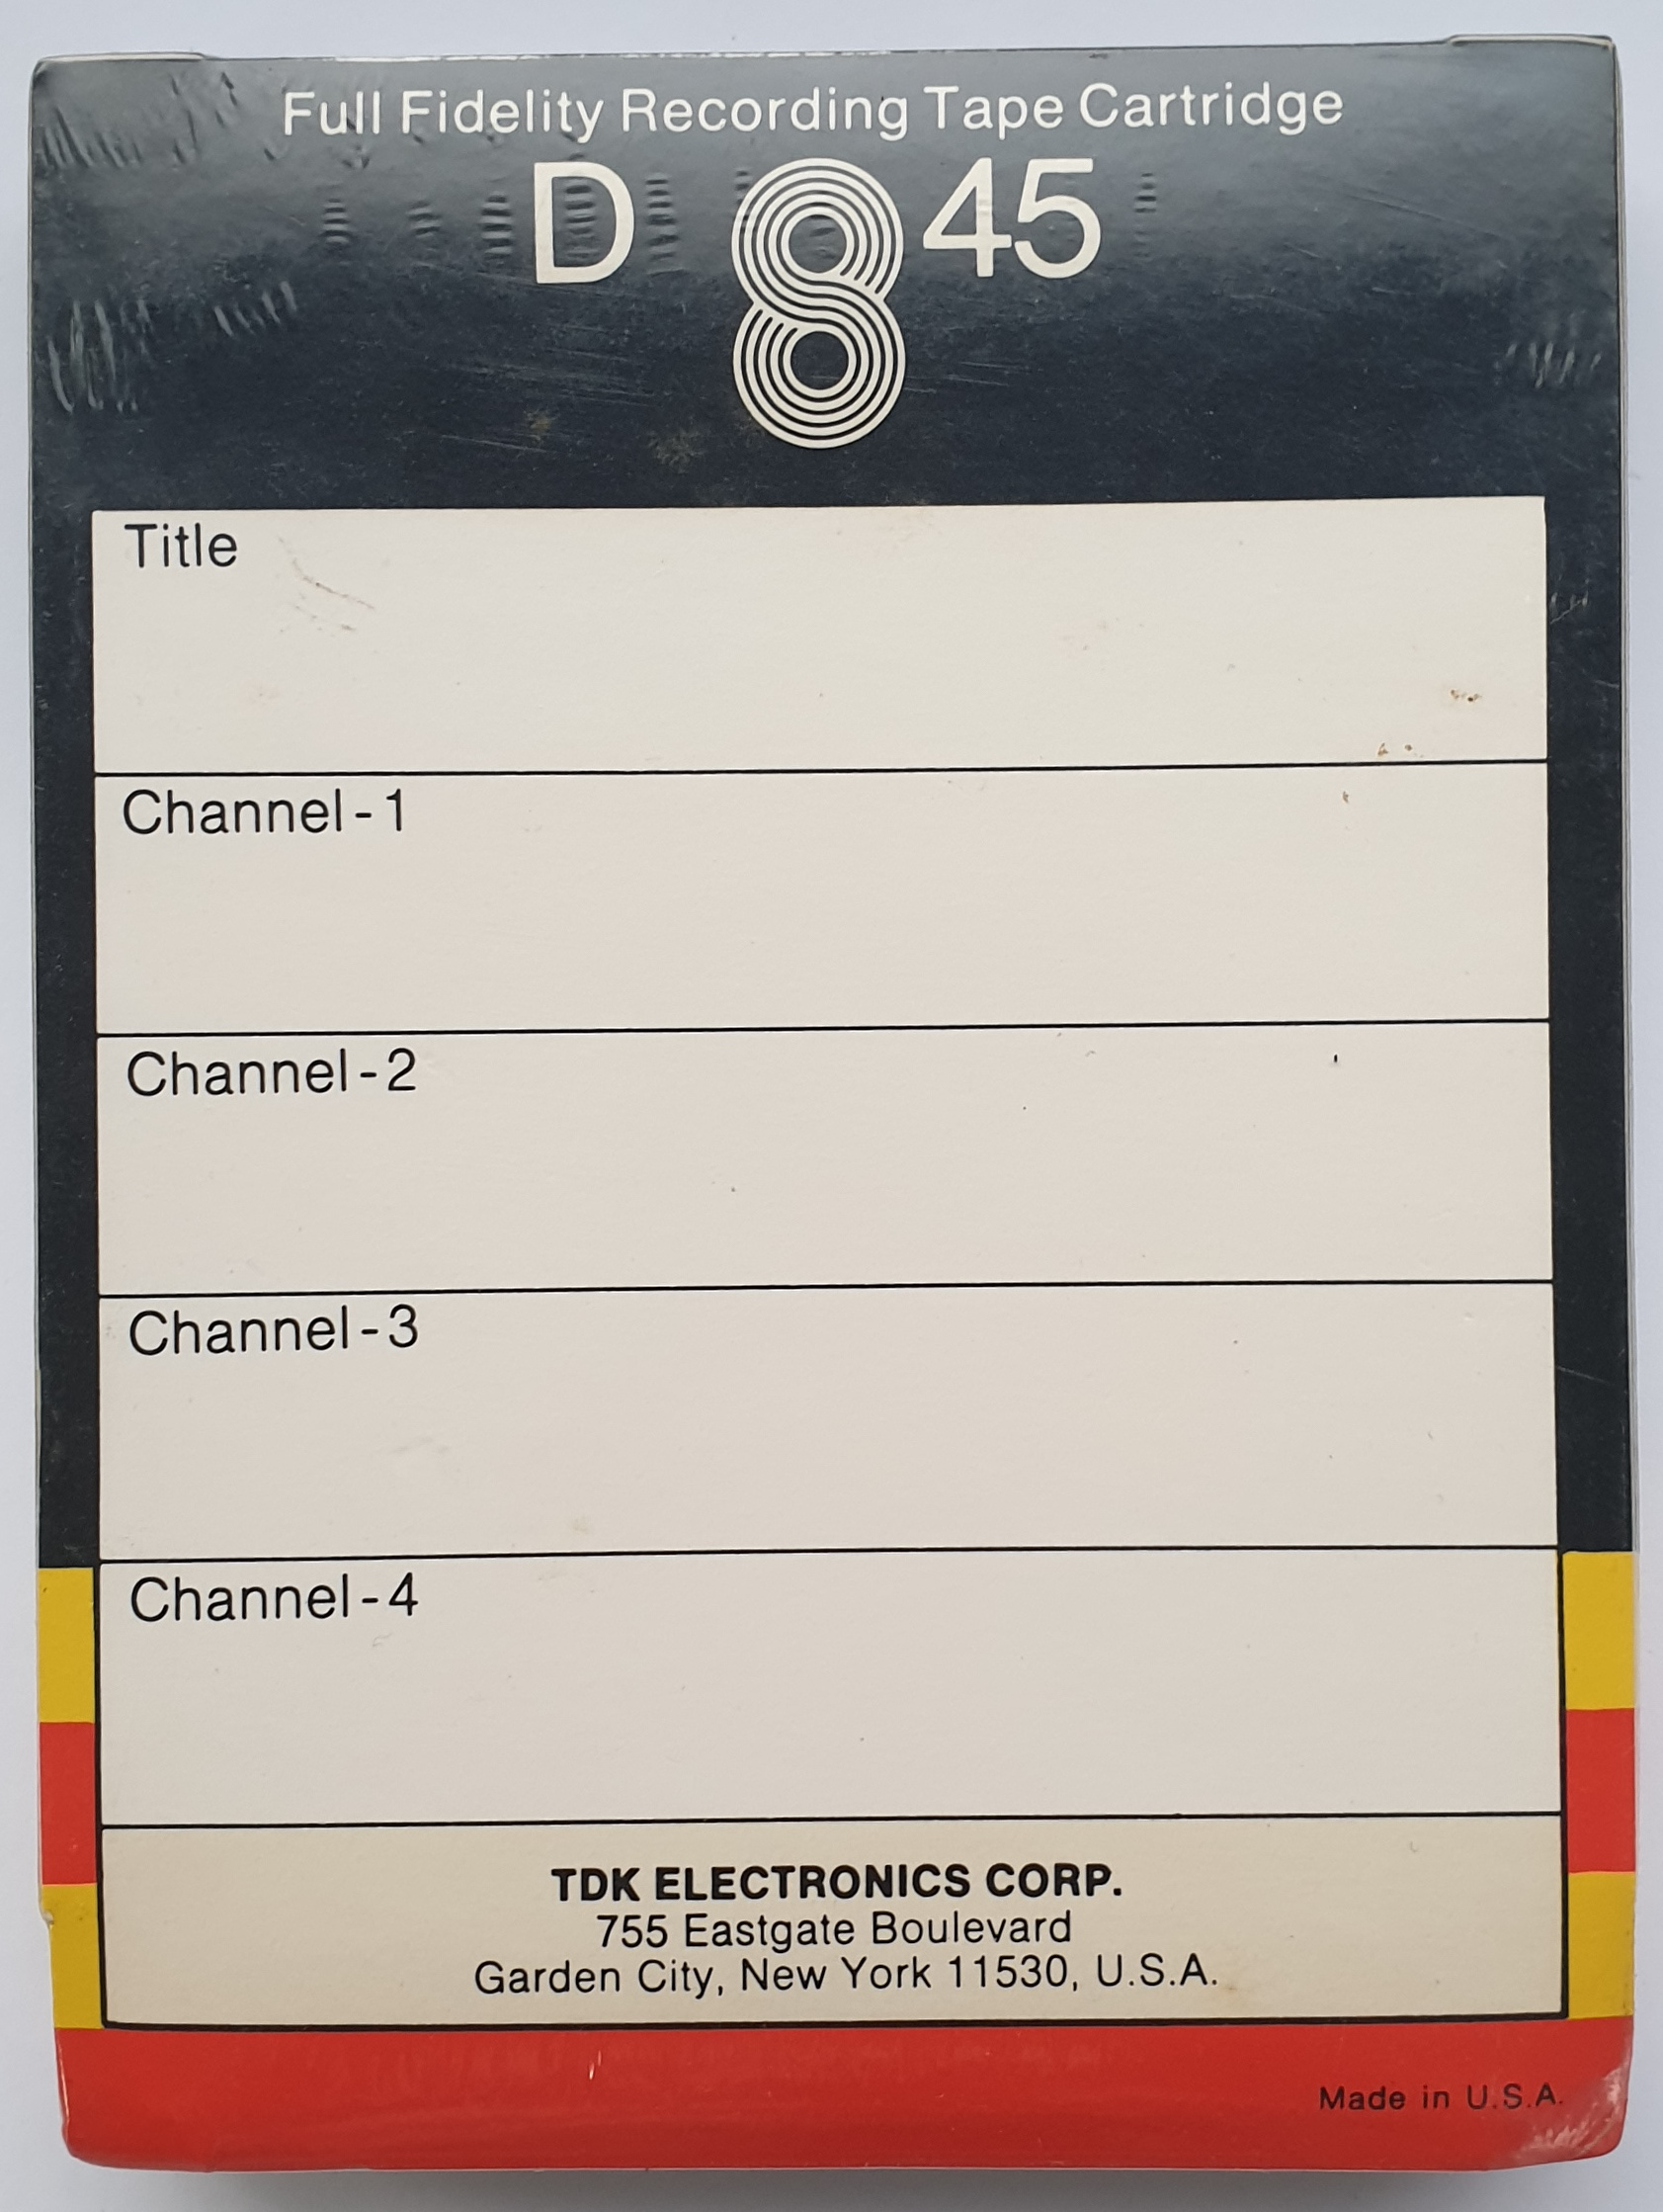 Full Fidelity Recording Tape Cartridge
D 8 45
Title
Channel-1
Channel-2
Channel-3
Channel-4
TDK ELECTRONICS CORP.
755 Eastgate Boulevard
Garden City, New York 11530, U.S.A.
Made in U.S.A.